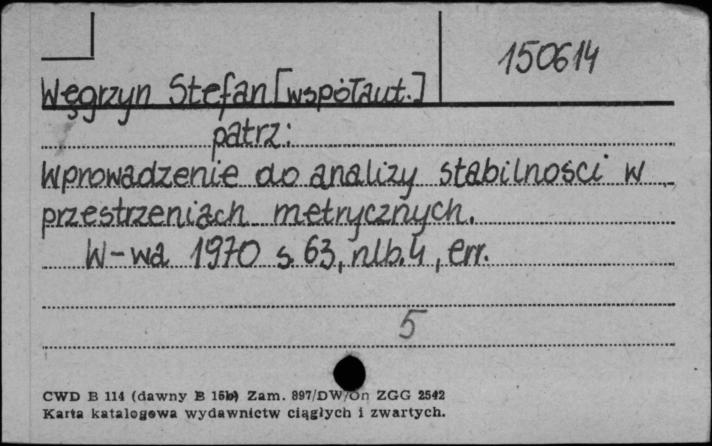 150614
Węgrzyn Stefan [współaut.]
patrz:
Wprowadzenie do analizy stabilności w
przestrzeniach metrycznych.
W-wa 1970 s. 63, nlb. 4, err.
5
CWD B 114 (dawny B 15b) Zam. 897/DW/On ZGG 2542
Karta katalogowa wydawnictw ciągłych i zwartych.